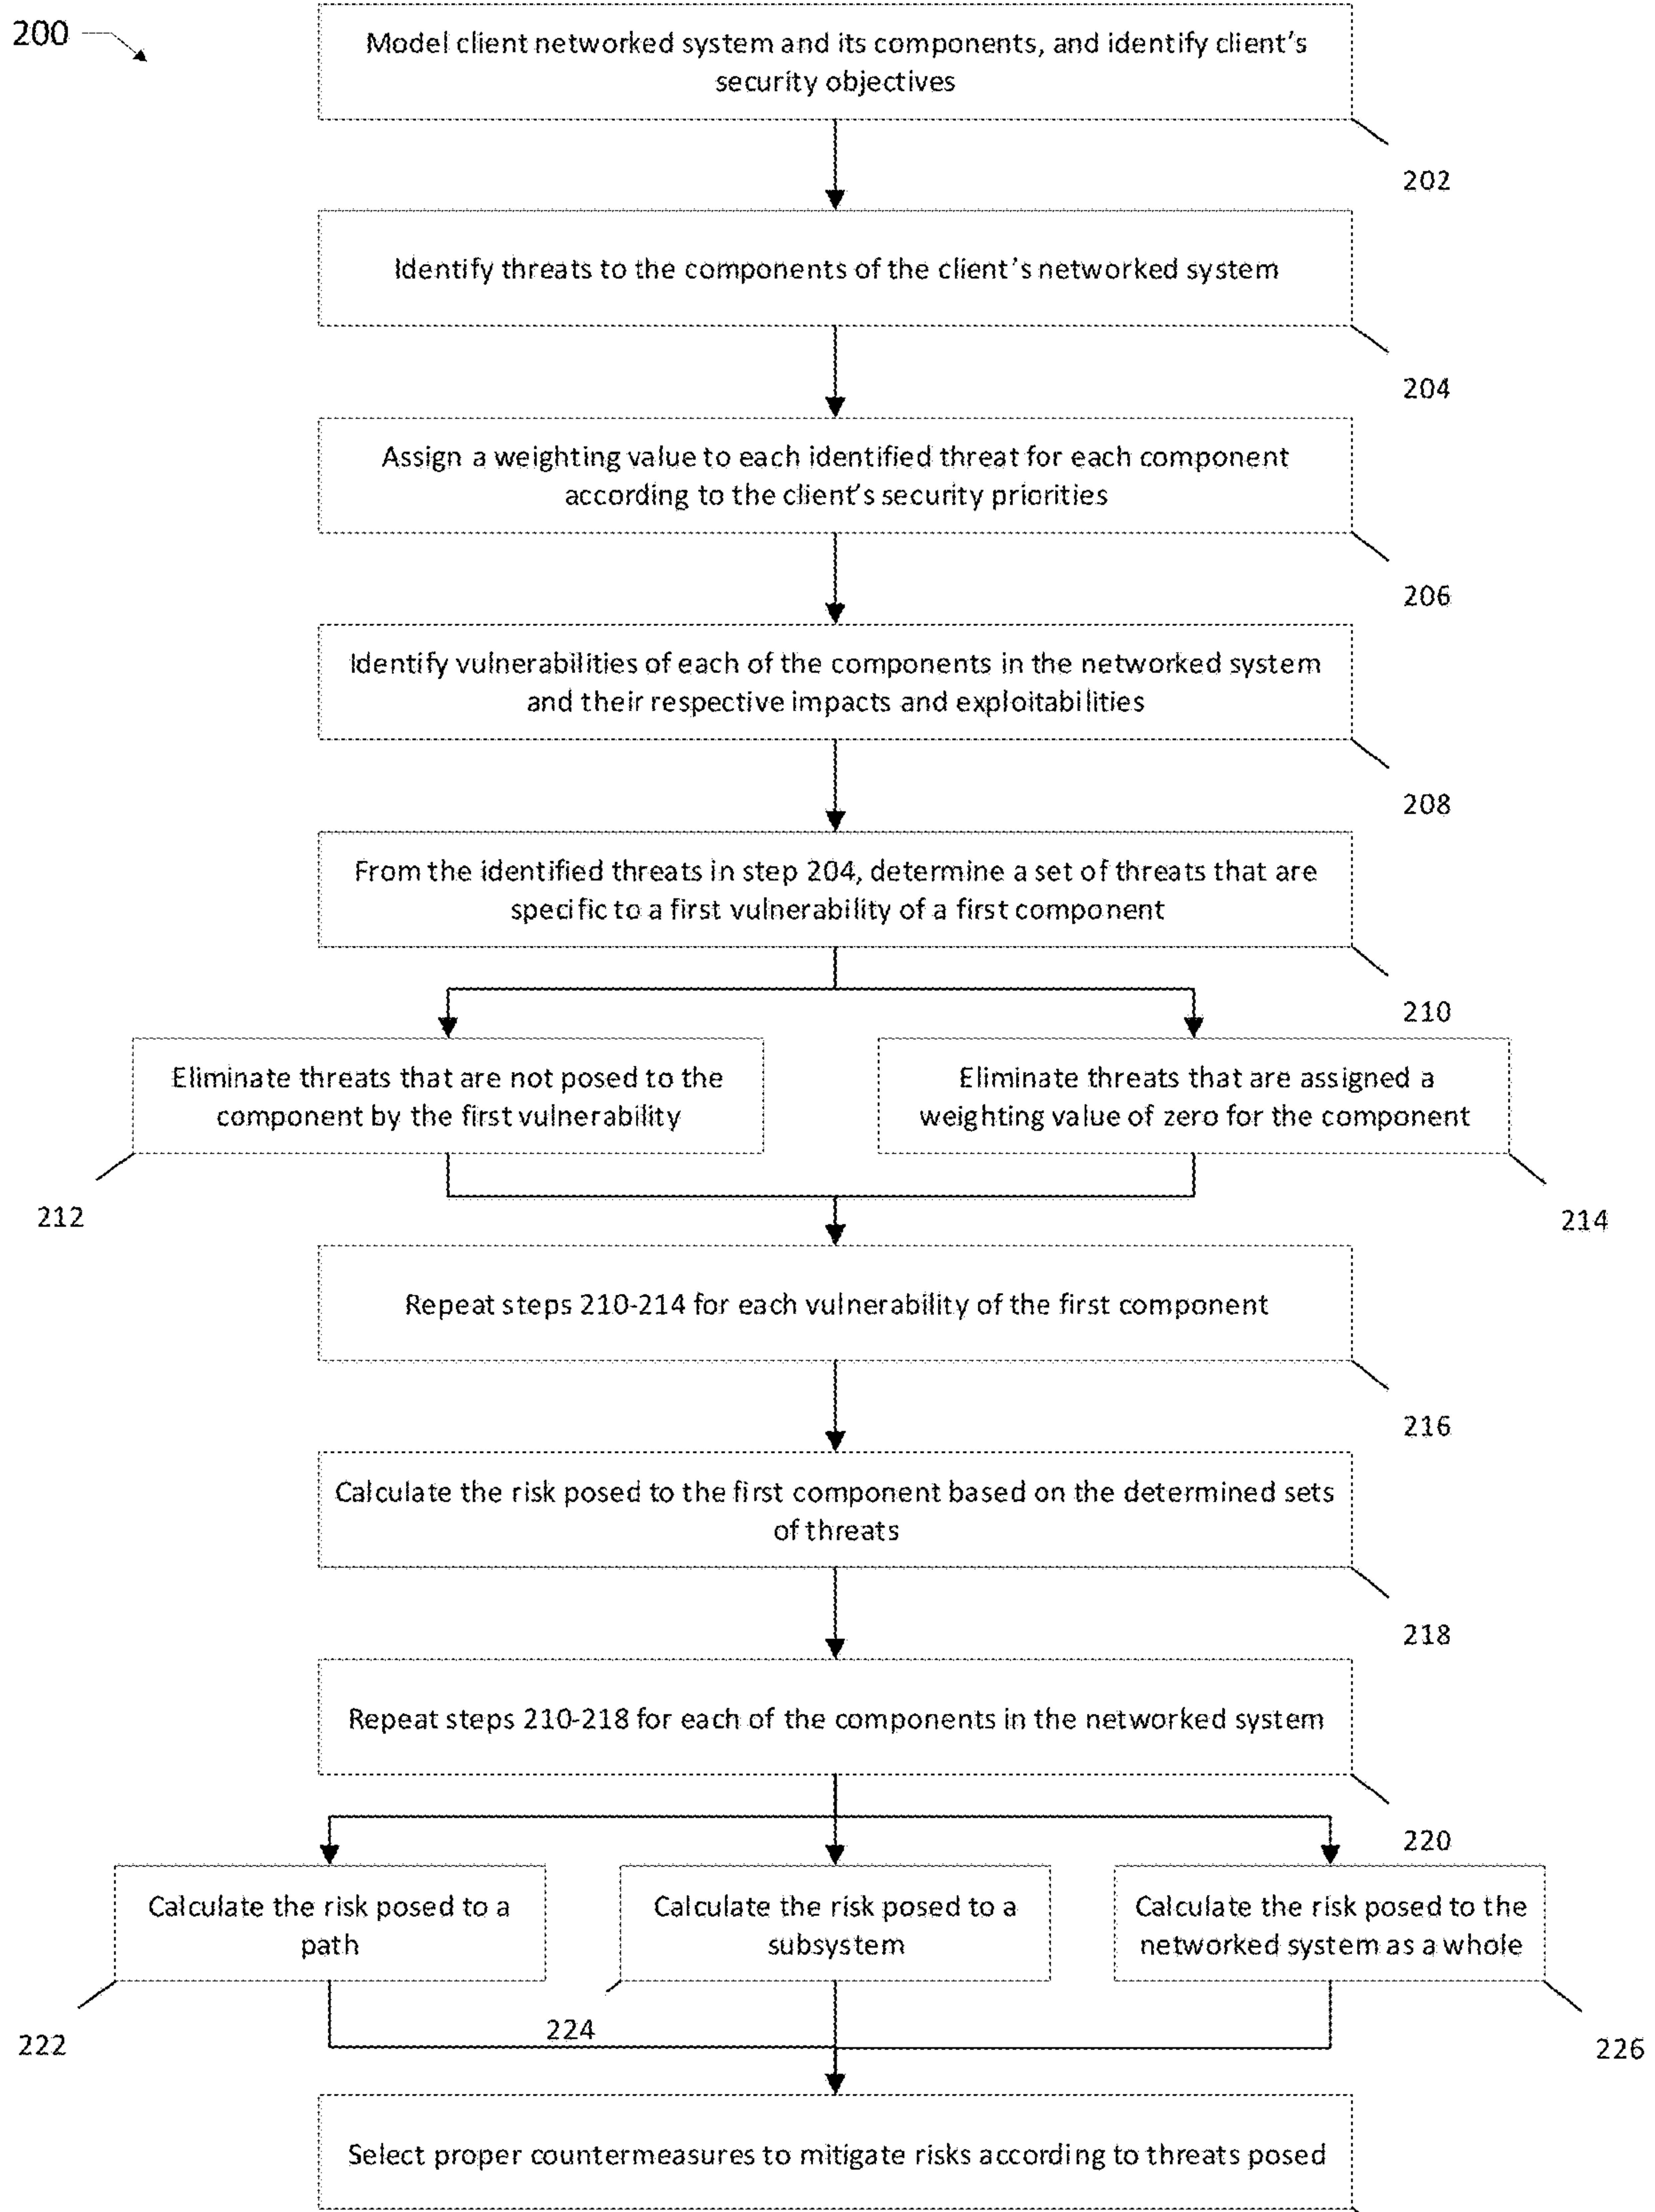 200
Model client networked system and its components, and identify client's
security objectives
202
Identify threats to the components of the client's networked system
204
Assign a weighting value to each identified threat for each component
according to the client's security priorities
206
Identify vulnerabilities of each of the components in the networked system
and their respective impacts and exploitabilities
208
From the identified threats in step 204, determine a set of threats that are
specific to a first vulnerability of a first component
210
Eliminate threats that are not posed to the
component by the first vulnerability
212
Eliminate threats that are assigned a
weighting value of zero for the component
214
Repeat steps 210-214 for each vulnerability of the first component
216
Calculate the risk posed to the first component based on the determined sets
of threats
218
Repeat steps 210-218 for each of the components in the networked system
220
Calculate the risk posed to a
path
222
Calculate the risk posed to a
subsystem
224
Calculate the risk posed to the
networked system as a whole
226
Select proper countermeasures to mitigate risks according to threats posed